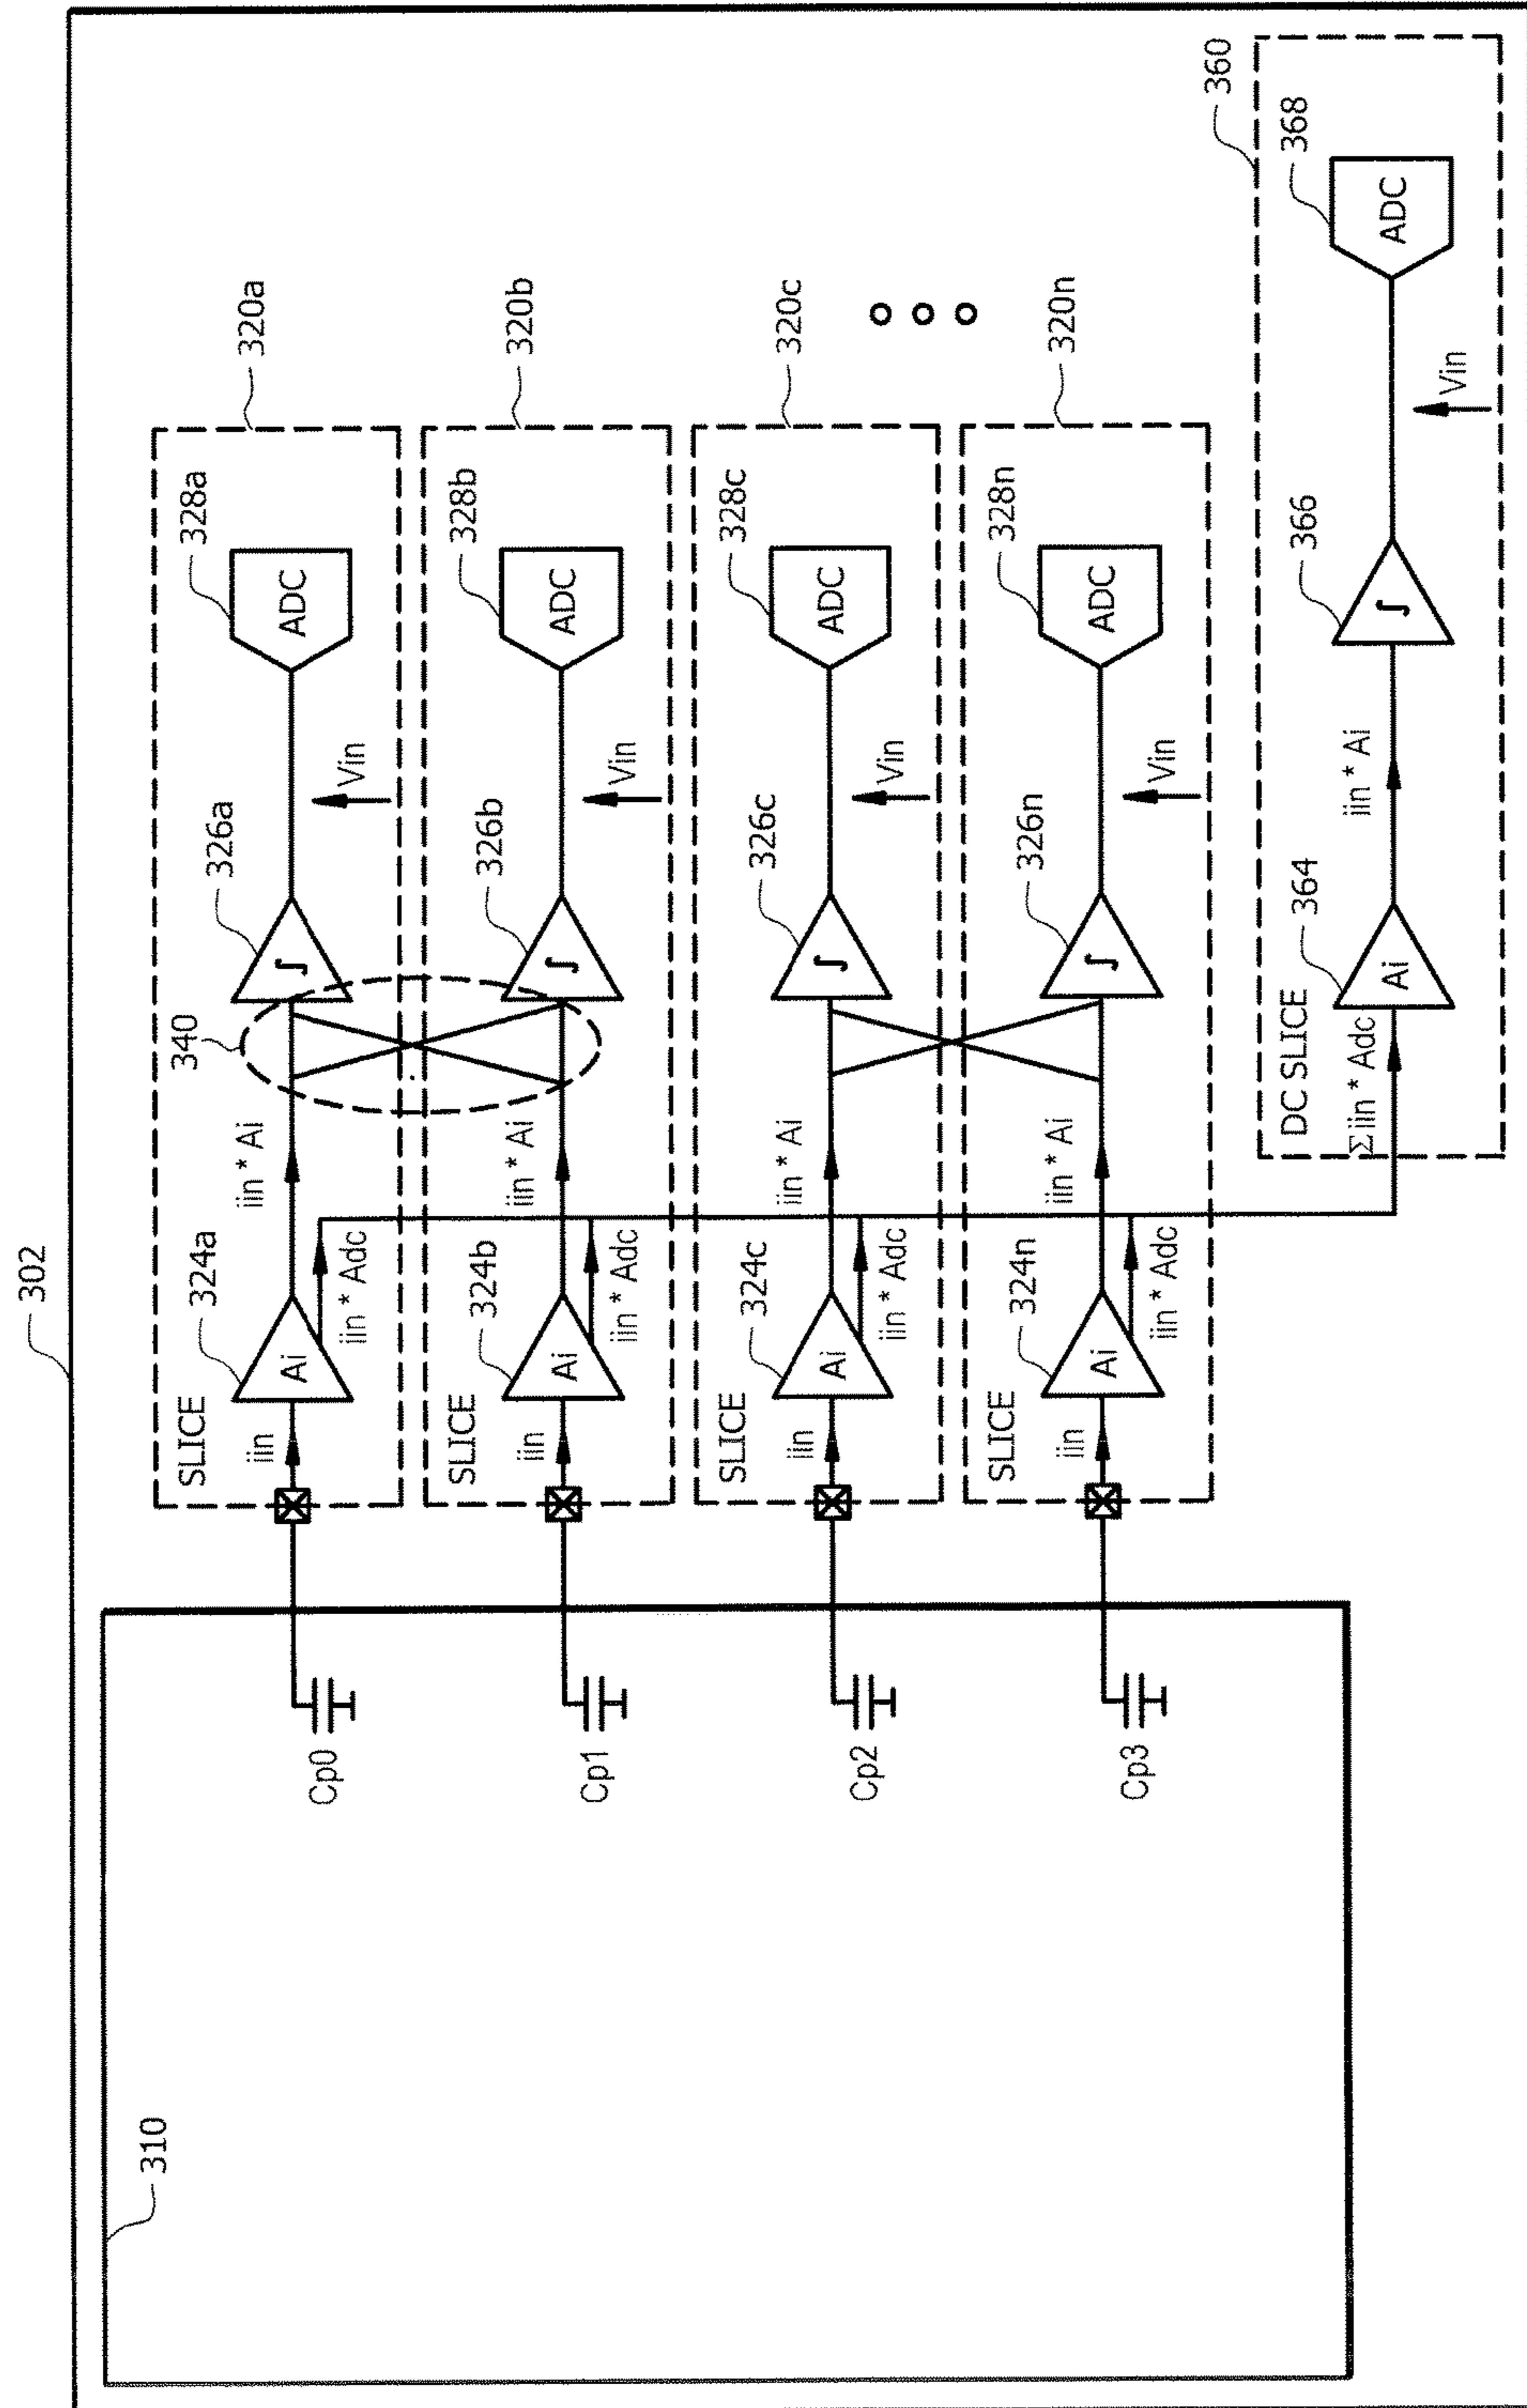 302
310
Cp0
Cp1
Cp2
Cp3
320a
SLICE
iin
324a
Ai
iin * Adc
iin * Ai
340
326a
∫
Vin
328a
ADC
320b
SLICE
iin
324b
Ai
iin * Adc
iin * Ai
326b
∫
Vin
328b
ADC
320c
SLICE
iin
324c
Ai
iin * Adc
iin * Ai
326c
∫
Vin
328c
ADC
320n
SLICE
iin
324n
Ai
iin * Adc
iin * Ai
326n
∫
Vin
328n
ADC
360
DC SLICE
Σiin * Adc
364
Ai
iin * Ai
366
∫
Vin
368
ADC